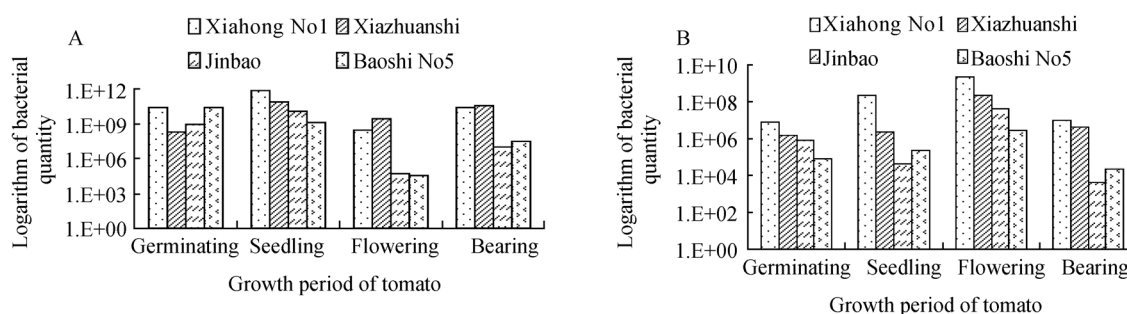 A
Xiahong No1
Xiazhuanshi
Jinbao
Baoshi No5
Logarithm of bacterial
quantity
1.E+12
1.E+09
1.E+06
1.E+03
1.E+00
Germinating Seedling Flowering Bearing
Growth period of tomato
B
Xiahong No1
Xiazhuanshi
Jinbao
Baoshi No5
Logarithm of bacterial
quantity
1.E+10
1.E+08
1.E+06
1.E+04
1.E+02
1.E+00
Germinating Seedling Flowering Bearing
Growth period of tomato